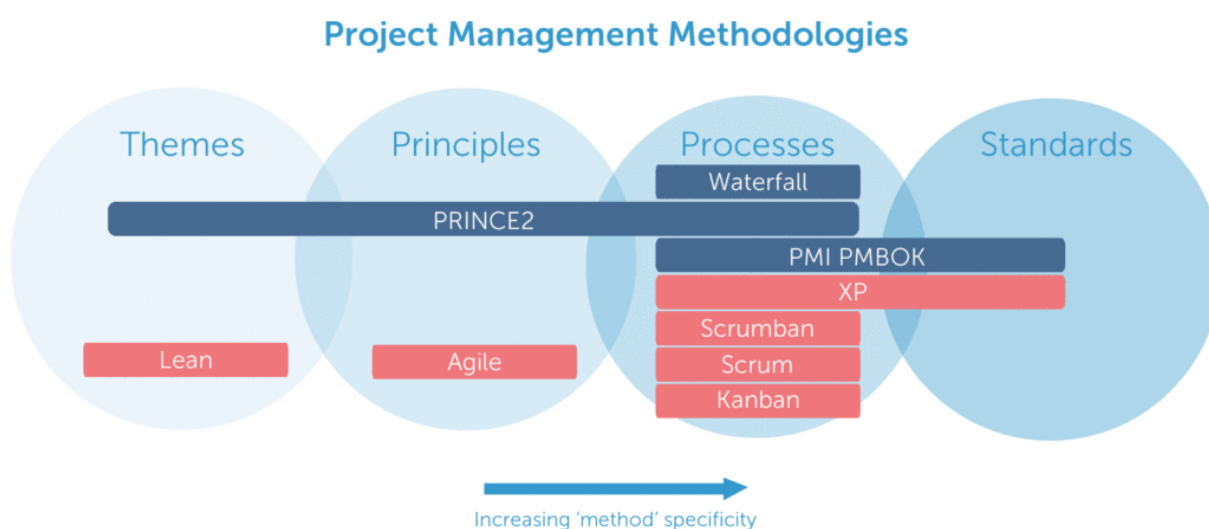 Project Management Methodologies
Themes
Principles
Processes
Standards
Waterfall
PRINCE2
PMI PMBOK
XP
Scrumban
Lean
Agile
Scrum
Kanban
Increasing ‘method’ specificity